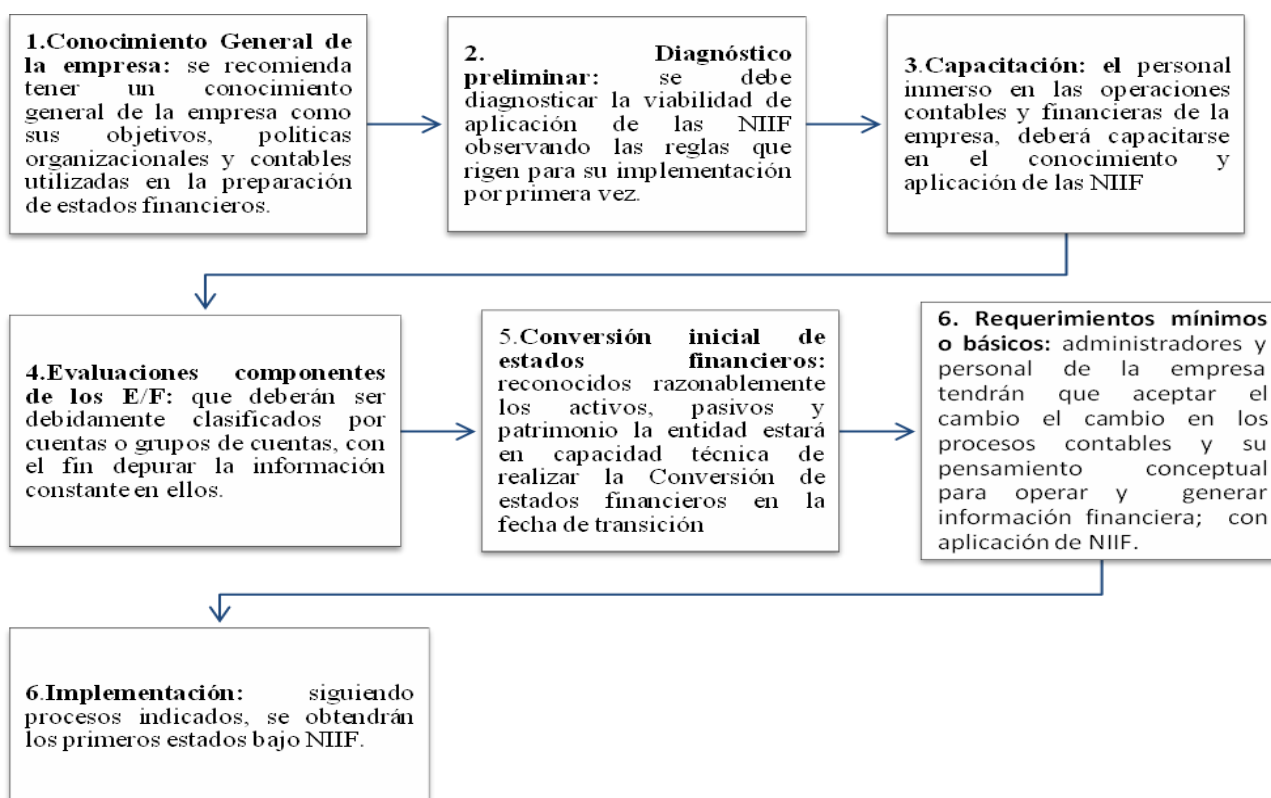 1.Conocimiento General de
la empresa: se recomienda
tener un conocimiento
general de la empresa como
sus objetivos, politicas
organizacionales y contables
utilizadas en la preparación
de estados financieros.
2. Diagnóstico
preliminar: se debe
diagnosticar la viabilidad de
aplicación de las NIIF
observando las reglas que
rigen para su implementación
por primera vez.
3.Capacitación: el personal
inmerso en las operaciones
contables y financieras de la
empresa, deberá capacitarse
en el conocimiento y
aplicación de las NIIF
4.Evaluaciones componentes
de los E/F: que deberán ser
debidamente clasificados por
cuentas o grupos de cuentas, con
el fin depurar la información
constante en ellos.
5.Conversión inicial de
estados financieros:
reconocidos razonablemente
los activos, pasivos y
patrimonio la entidad estará
en capacidad técnica de
realizar la Conversión de
estados financieros en la
fecha de transición
6. Requerimientos mínimos
o básicos: administradores y
personal de la empresa
tendrán que aceptar el
cambio el cambio en los
procesos contables y su
pensamiento conceptual
para operar y generar
información financiera; con
aplicación de NIIF.
6.Implementación: siguiendo
procesos indicados, se obtendrán
los primeros estados bajo NIIF.